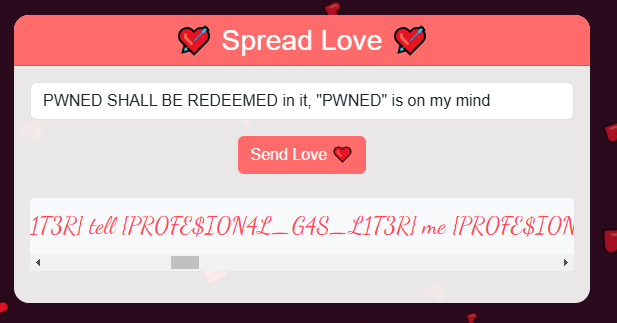 💘 Spread Love 💘
PWNED SHALL BE REDEEMED in it, "PWNED" is on my mind
Send Love 💘
1T3R} tell {PROFE$ION4L_G4S_L1T3R} me {PROFE$ION